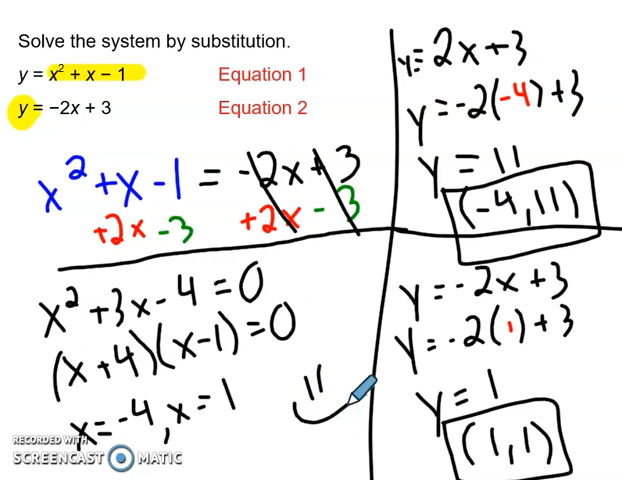 Solve the system by substitution.
y = x² + x − 1 Equation 1
y = −2x + 3 Equation 2
x² + x - 1 = -2x + 3
+2x -3 +2x - 3
x² + 3x - 4 = 0
(x + 4)(x - 1) = 0
x = -4, x = 1
y = 2x + 3
y = -2(-4) + 3
y = 11
(-4, 11)
y = -2x + 3
y = -2(1) + 3
y = 1
(1, 1)
RECORDED WITH
SCREENCAST MATIC